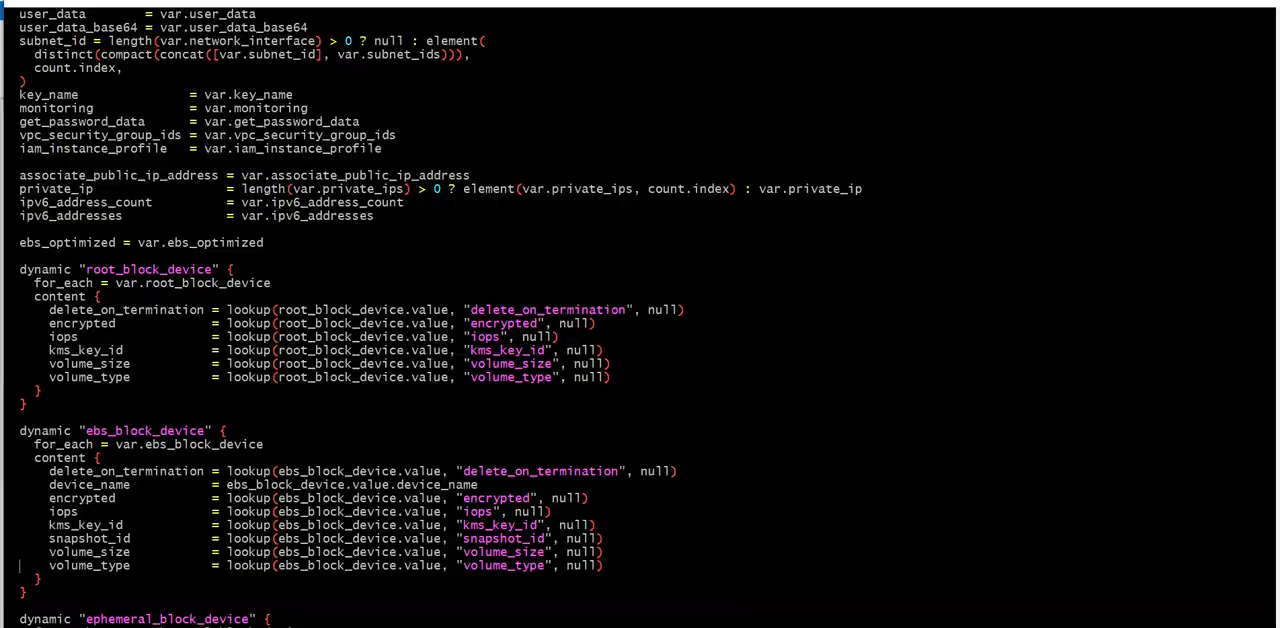 user_data        = var.user_data
user_data_base64 = var.user_data_base64
subnet_id = length(var.network_interface) > 0 ? null : element(
  distinct(compact(concat([var.subnet_id], var.subnet_ids))),
  count.index,
)
key_name               = var.key_name
monitoring             = var.monitoring
get_password_data      = var.get_password_data
vpc_security_group_ids = var.vpc_security_group_ids
iam_instance_profile   = var.iam_instance_profile

associate_public_ip_address = var.associate_public_ip_address
private_ip                  = length(var.private_ips) > 0 ? element(var.private_ips, count.index) : var.private_ip
ipv6_address_count          = var.ipv6_address_count
ipv6_addresses              = var.ipv6_addresses

ebs_optimized = var.ebs_optimized

dynamic "root_block_device" {
  for_each = var.root_block_device
  content {
    delete_on_termination = lookup(root_block_device.value, "delete_on_termination", null)
    encrypted             = lookup(root_block_device.value, "encrypted", null)
    iops                  = lookup(root_block_device.value, "iops", null)
    kms_key_id            = lookup(root_block_device.value, "kms_key_id", null)
    volume_size           = lookup(root_block_device.value, "volume_size", null)
    volume_type           = lookup(root_block_device.value, "volume_type", null)
  }
}

dynamic "ebs_block_device" {
  for_each = var.ebs_block_device
  content {
    delete_on_termination = lookup(ebs_block_device.value, "delete_on_termination", null)
    device_name           = ebs_block_device.value.device_name
    encrypted             = lookup(ebs_block_device.value, "encrypted", null)
    iops                  = lookup(ebs_block_device.value, "iops", null)
    kms_key_id            = lookup(ebs_block_device.value, "kms_key_id", null)
    snapshot_id           = lookup(ebs_block_device.value, "snapshot_id", null)
    volume_size           = lookup(ebs_block_device.value, "volume_size", null)
    volume_type           = lookup(ebs_block_device.value, "volume_type", null)
  }
}

dynamic "ephemeral_block_device" {